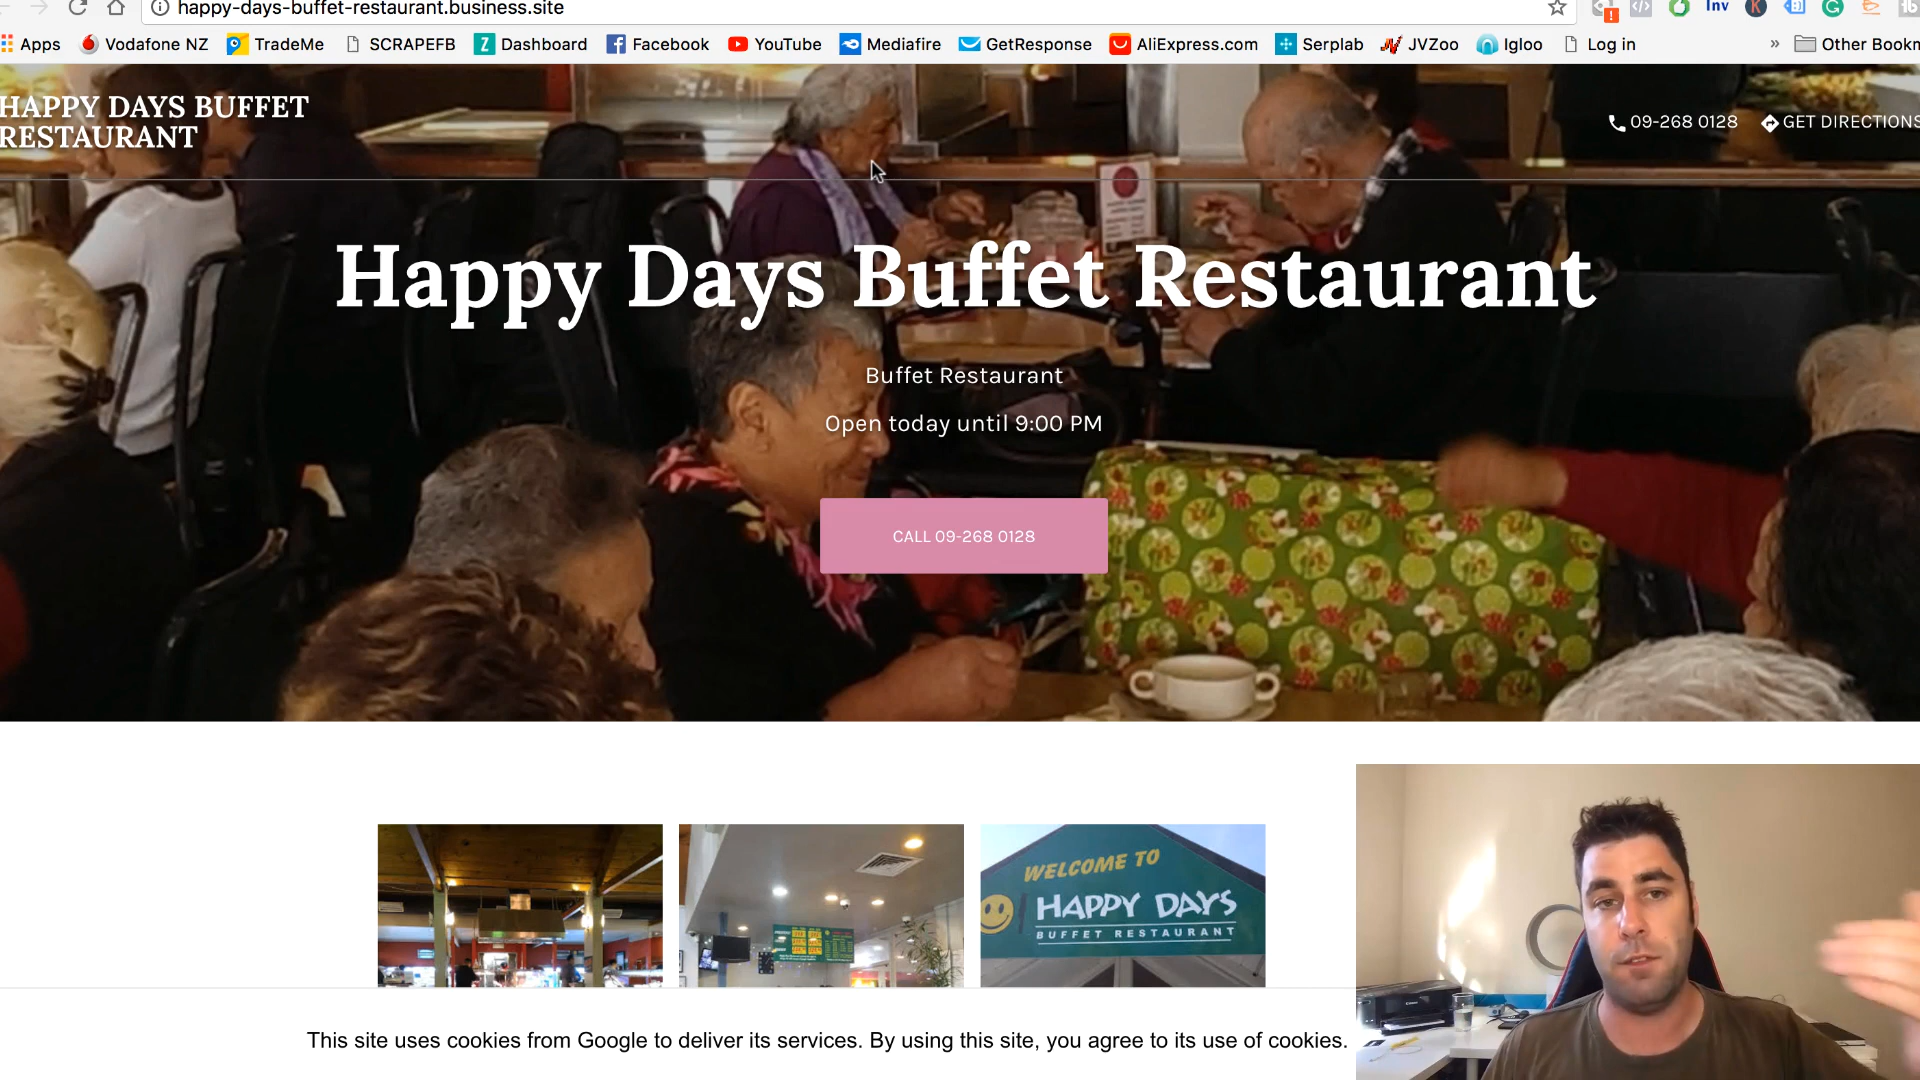 happy-days-buffet-restaurant.business.site
Inv
K
Apps
Vodafone NZ
TradeMe
SCRAPEFB
Z Dashboard
Facebook
YouTube
Mediafire
GetResponse
AliExpress.com
Serplab
JVZoo
Igloo
Log in
»
Other Bookm
HAPPY DAYS BUFFET
RESTAURANT
09-268 0128
GET DIRECTIONS
Happy Days Buffet Restaurant
Buffet Restaurant
Open today until 9:00 PM
CALL 09-268 0128
WELCOME TO
HAPPY DAYS
BUFFET RESTAURANT
This site uses cookies from Google to deliver its services. By using this site, you agree to its use of cookies.